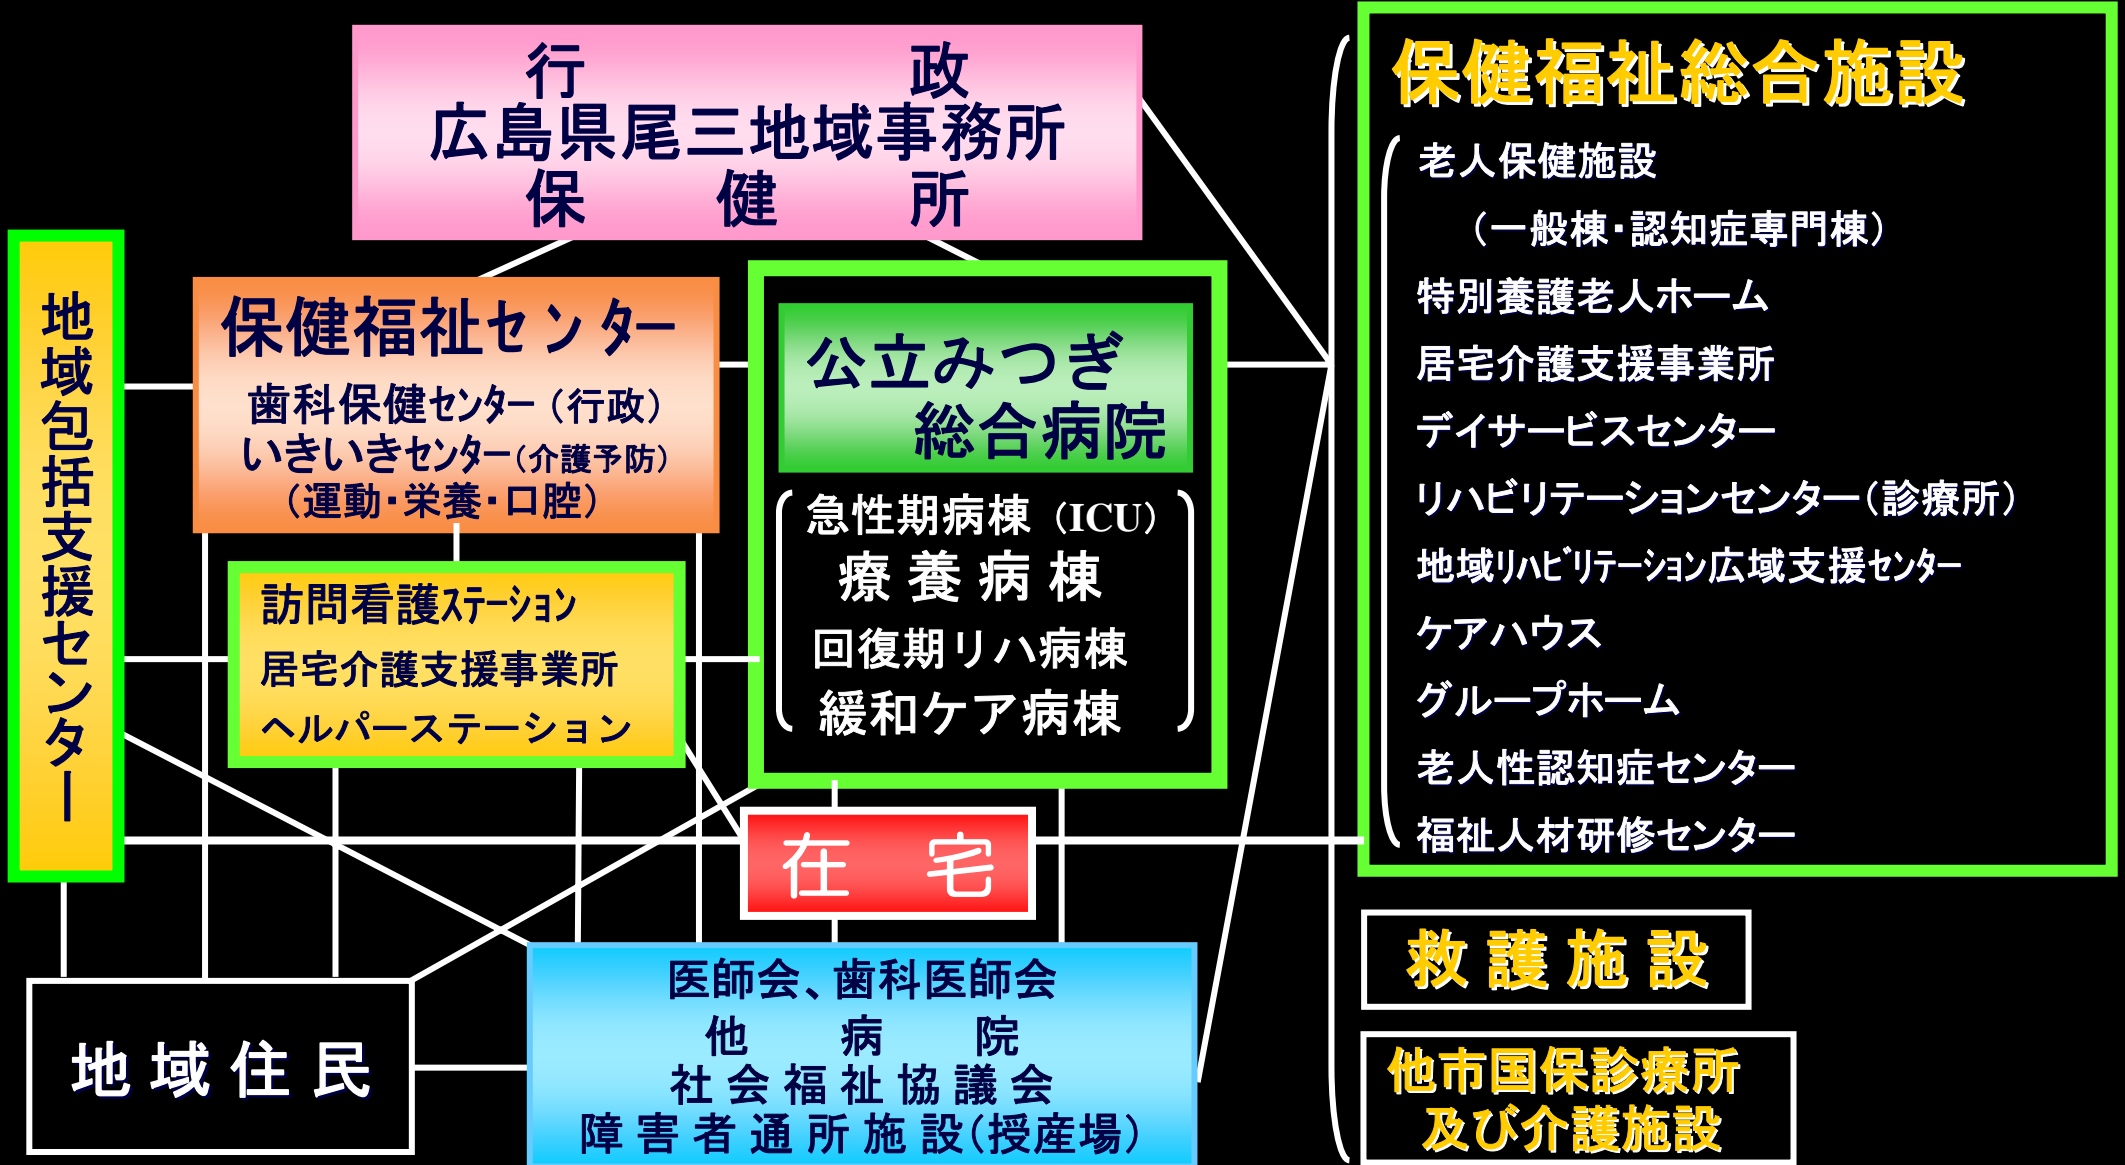 行　政
広島県尾三地域事務所
保　健　所
地域包括支援センター
保健福祉センター
歯科保健センター（行政）
いきいきセンター（介護予防）
（運動・栄養・口腔）
訪問看護ステーション
居宅介護支援事業所
ヘルパーステーション
公立みつぎ
総合病院
急性期病棟（ICU）
療養病棟
回復期リハ病棟
緩和ケア病棟
在　宅
地域住民
医師会、歯科医師会
他　病　院
社会福祉協議会
障害者通所施設（授産場）
保健福祉総合施設
老人保健施設
（一般棟・認知症専門棟）
特別養護老人ホーム
居宅介護支援事業所
デイサービスセンター
リハビリテーションセンター（診療所）
地域リハビリテーション広域支援センター
ケアハウス
グループホーム
老人性認知症センター
福祉人材研修センター
救護施設
他市国保診療所
及び介護施設